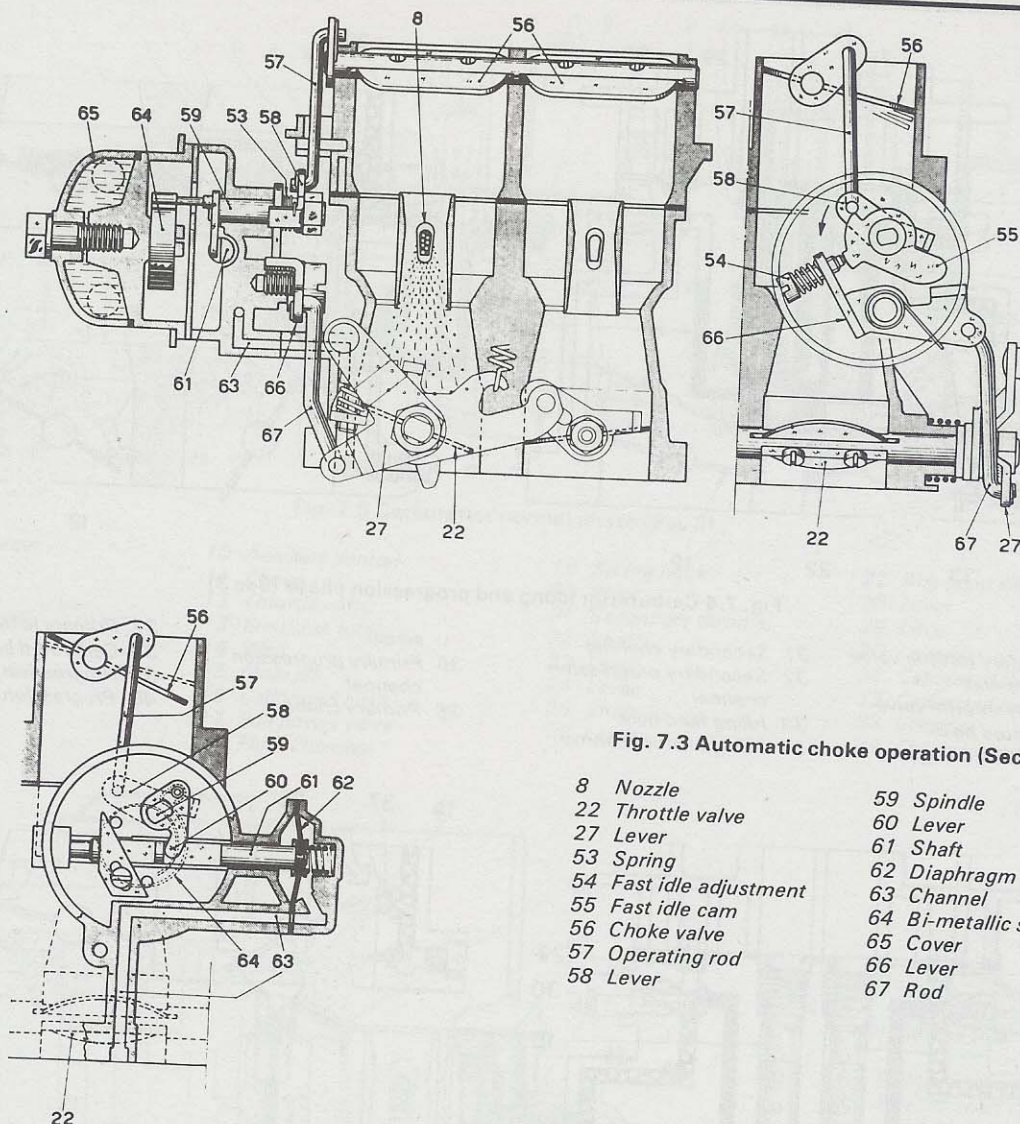 8
56
57
58
53
59
64
65
61
63
66
67
27
22
56
57
58
55
54
66
22
67
27
56
57
58
59
60
61
62
64
63
22
Fig. 7.3 Automatic choke operation (Sec
8 Nozzle
22 Throttle valve
27 Lever
53 Spring
54 Fast idle adjustment
55 Fast idle cam
56 Choke valve
57 Operating rod
58 Lever
59 Spindle
60 Lever
61 Shaft
62 Diaphragm
63 Channel
64 Bi-metallic s
65 Cover
66 Lever
67 Rod